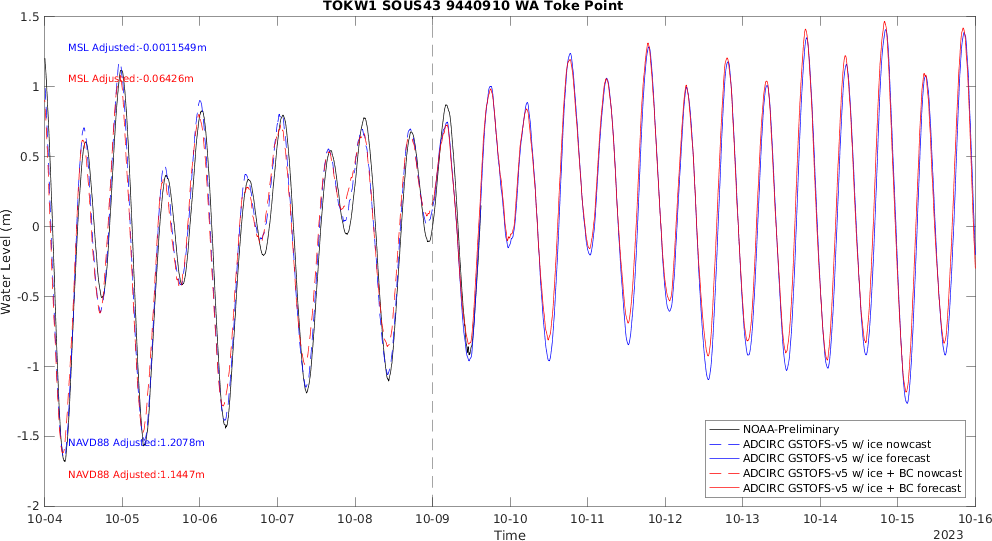 TOKW1 SOUS43 9440910 WA Toke Point
1.5
1
0.5
0
-0.5
-1
-1.5
-2
Water Level (m)
MSL Adjusted:-0.0011549m
MSL Adjusted:-0.06426m
NAVD88 Adjusted:1.2078m
NAVD88 Adjusted:1.1447m
NOAA-Preliminary
ADCIRC GSTOFS-v5 w/ ice nowcast
ADCIRC GSTOFS-v5 w/ ice forecast
ADCIRC GSTOFS-v5 w/ ice + BC nowcast
ADCIRC GSTOFS-v5 w/ ice + BC forecast
10-04 10-05 10-06 10-07 10-08 10-09 10-10 10-11 10-12 10-13 10-14 10-15 10-16
Time
2023